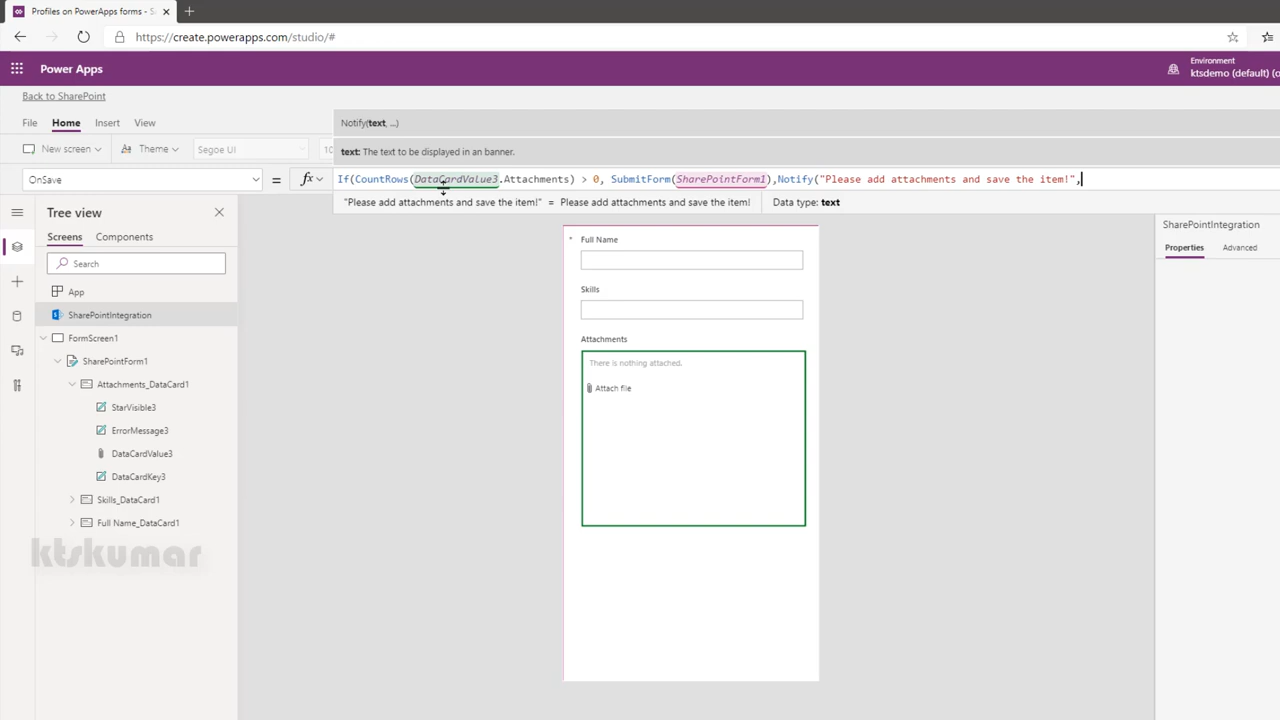 Profiles on PowerApps forms - S
https://create.powerapps.com/studio/#
Power Apps
Environment
ktsdemo (default) (o
Back to SharePoint
File Home Insert View
Notify(text, ...)
New screen Theme Segoe UI 10
text: The text to be displayed in an banner.
OnSave = fx If(CountRows(DataCardValue3.Attachments) > 0, SubmitForm(SharePointForm1),Notify("Please add attachments and save the item!",
"Please add attachments and save the item!" = Please add attachments and save the item! Data type: text
Tree view
Screens Components
Search
App
SharePointIntegration
FormScreen1
SharePointForm1
Attachments_DataCard1
StarVisible3
ErrorMessage3
DataCardValue3
DataCardKey3
Skills_DataCard1
Full Name_DataCard1
ktskumar
* Full Name
Skills
Attachments
There is nothing attached.
Attach file
SharePointIntegration
Properties Advanced